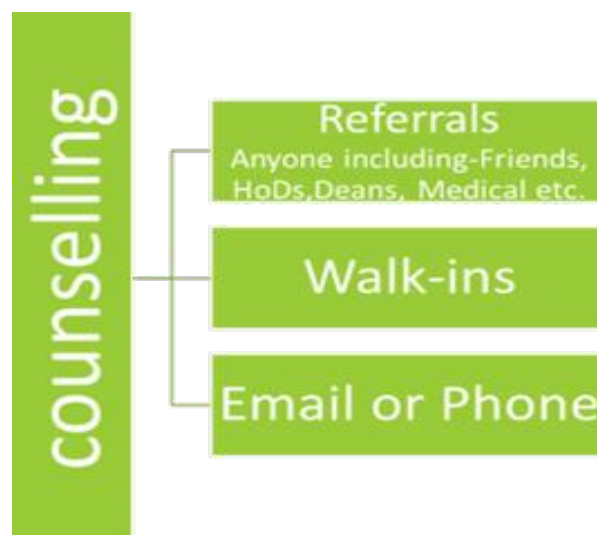 counselling
Referrals
Anyone including-Friends,
HoDs,Deans, Medical etc.
Walk-ins
Email or Phone